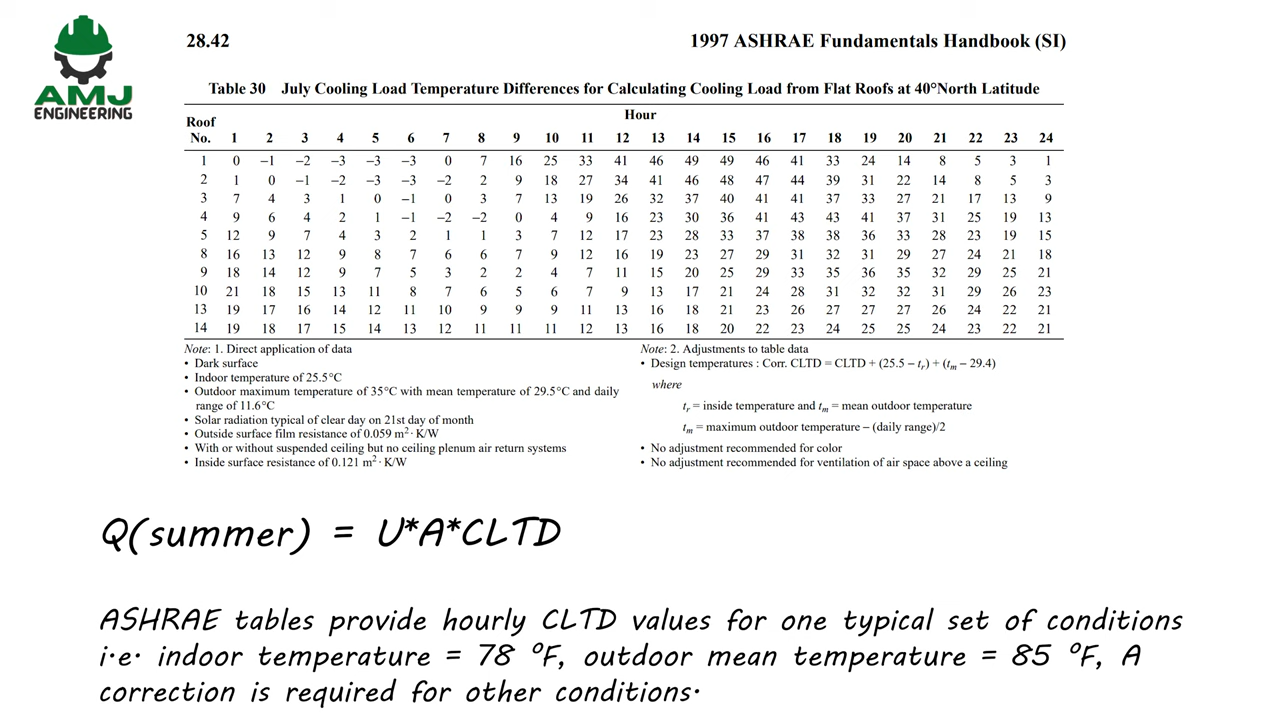 AMJ
ENGINEERING
28.42
1997 ASHRAE Fundamentals Handbook (SI)
Table 30 July Cooling Load Temperature Differences for Calculating Cooling Load from Flat Roofs at 40°North Latitude
Roof
No.
Hour
1 2 3 4 5 6 7 8 9 10 11 12 13 14 15 16 17 18 19 20 21 22 23 24
1 0 −1 −2 −3 −3 −3 0 7 16 25 33 41 46 49 49 46 41 33 24 14 8 5 3 1
2 1 0 −1 −2 −3 −3 −2 2 9 18 27 34 41 46 48 47 44 39 31 22 14 8 5 3
3 7 4 3 1 0 −1 0 3 7 13 19 26 32 37 40 41 41 37 33 27 21 17 13 9
4 9 6 4 2 1 −1 −2 −2 0 4 9 16 23 30 36 41 43 43 41 37 31 25 19 13
5 12 9 7 4 3 2 1 1 3 7 12 17 23 28 33 37 38 38 36 33 28 23 19 15
8 16 13 12 9 8 7 6 6 7 9 12 16 19 23 27 29 31 32 31 29 27 24 21 18
9 18 14 12 9 7 5 3 2 2 4 7 11 15 20 25 29 33 35 36 35 32 29 25 21
10 21 18 15 13 11 8 7 6 5 6 7 9 13 17 21 24 28 31 32 32 31 29 26 23
13 19 17 16 14 12 11 10 9 9 9 11 13 16 18 21 23 26 27 27 27 26 24 22 21
14 19 18 17 15 14 13 12 11 11 11 12 13 16 18 20 22 23 24 25 25 24 23 22 21
Note: 1. Direct application of data
• Dark surface
• Indoor temperature of 25.5°C
• Outdoor maximum temperature of 35°C with mean temperature of 29.5°C and daily
range of 11.6°C
• Solar radiation typical of clear day on 21st day of month
• Outside surface film resistance of 0.059 m²·K/W
• With or without suspended ceiling but no ceiling plenum air return systems
• Inside surface resistance of 0.121 m²·K/W
Note: 2. Adjustments to table data
• Design temperatures : Corr. CLTD = CLTD + (25.5 − tr) + (tm − 29.4)
where
tr = inside temperature and tm = mean outdoor temperature
tm = maximum outdoor temperature − (daily range)/2
• No adjustment recommended for color
• No adjustment recommended for ventilation of air space above a ceiling
Q(summer) = U*A*CLTD
ASHRAE tables provide hourly CLTD values for one typical set of conditions
i.e. indoor temperature = 78 °F, outdoor mean temperature = 85 °F, A
correction is required for other conditions.